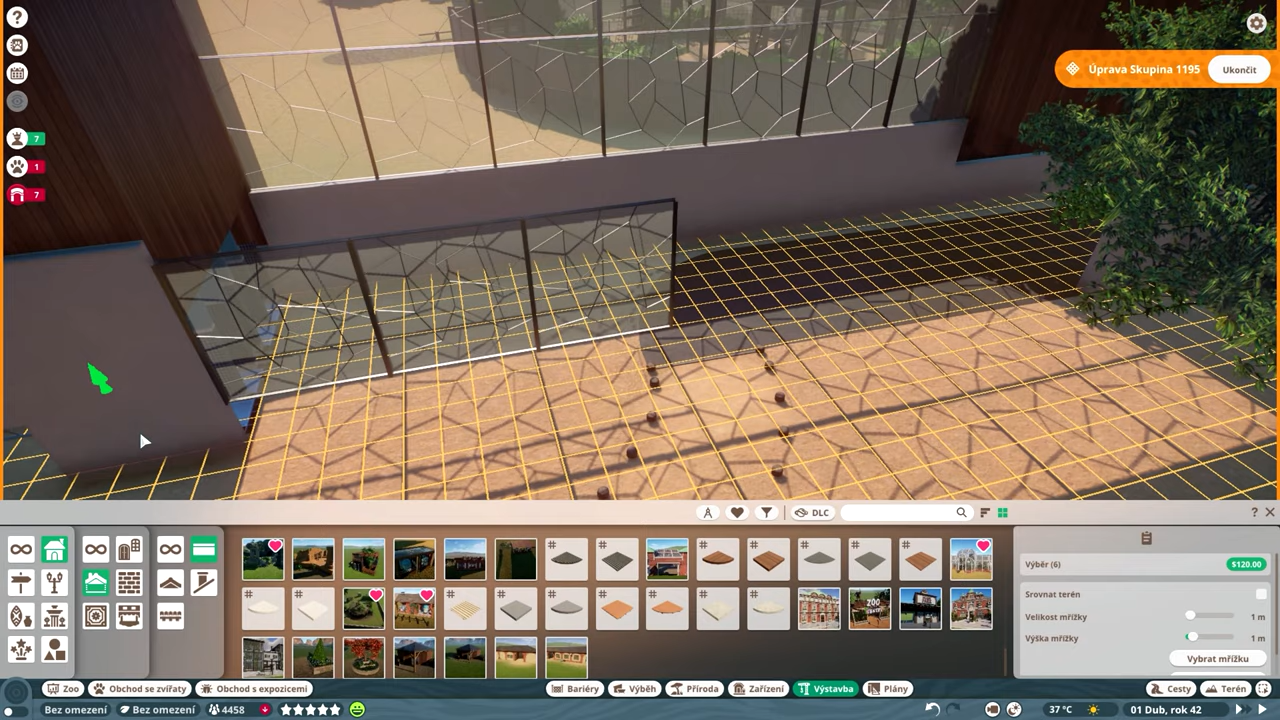 ?
Úprava Skupina 1195
Ukončit
7
1
7
DLC
?
Výběr (6)
$120.00
Srovnat terén
Velikost mřížky
1 m
Výška mřížky
1 m
Vybrat mřížku
Zoo
Obchod se zvířaty
Obchod s expozicemi
Bariéry
Výběh
Příroda
Zařízení
Výstavba
Plány
Cesty
Terén
Bez omezení
Bez omezení
4458
37 °C
01 Dub, rok 42